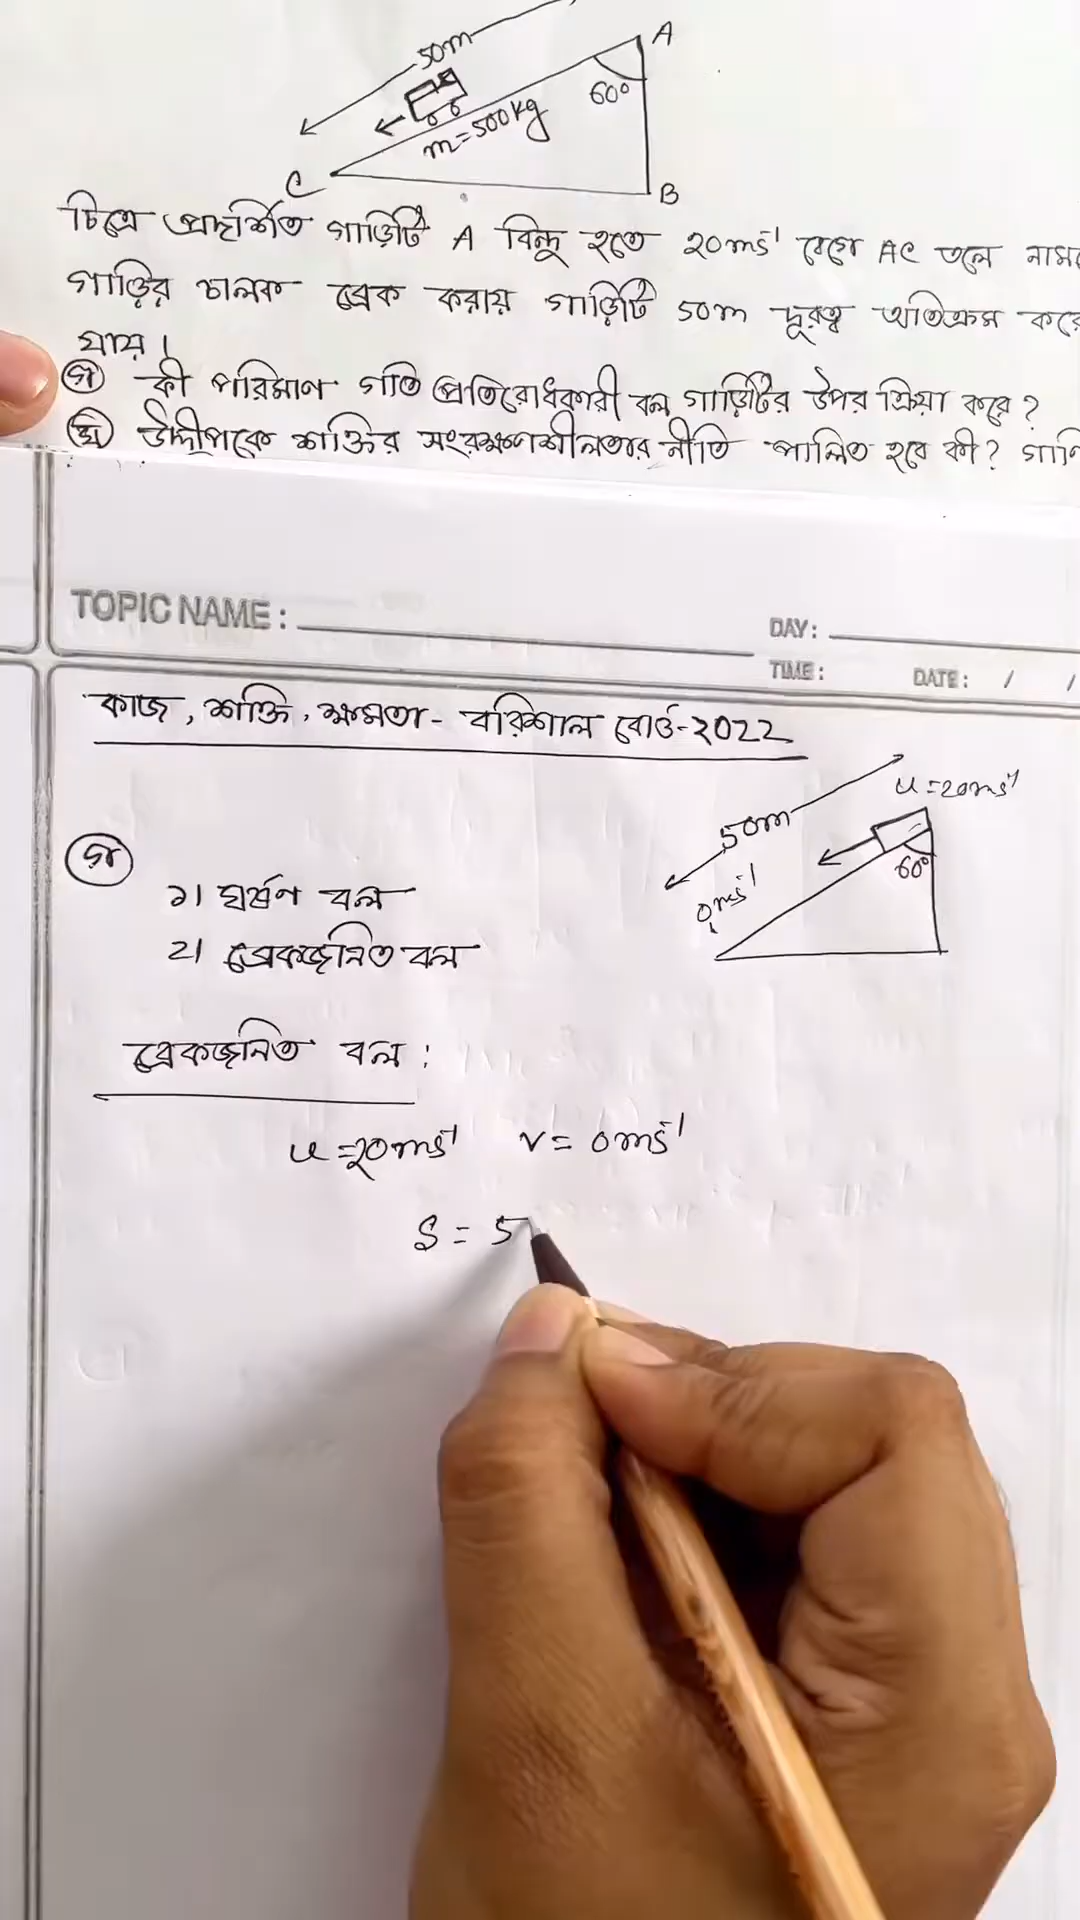 50m
A
60°
m=500kg
C
B
চিত্রে প্রদর্শিত গাড়িটি A বিন্দু হতে 20ms⁻¹ বেগে AC তলে
গাড়ির চালক ব্রেক করায় গাড়িটি 50m দূরত্ব অতিক্রম করে
যায়।
গ কী পরিমাণ গতি প্রতিরোধকারী বল গাড়িটির উপর ক্রিয়া করে?
ঘ উদ্দীপকে শক্তির সংরক্ষণশীলতার নীতি পালিত হবে কী?
TOPIC NAME :
DAY :
TIME :
DATE : / /
কাজ, শক্তি, ক্ষমতা - বরিশাল বোর্ড-2022
u=20ms⁻¹
50m
60°
0ms⁻¹
গ
১। ঘর্ষণ বল
2। ব্রেকজনিত বল
ব্রেকজনিত বল :
u=20ms⁻¹ v= 0ms⁻¹
S = 5